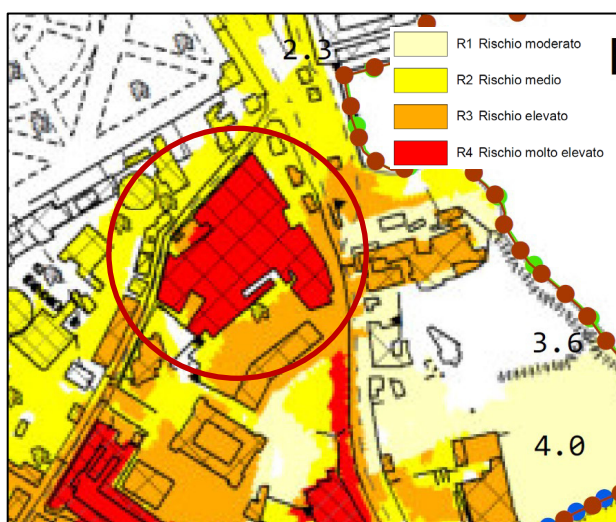 2.3
R1 Rischio moderato
R2 Rischio medio
R3 Rischio elevato
R4 Rischio molto elevato
3.6
4.0